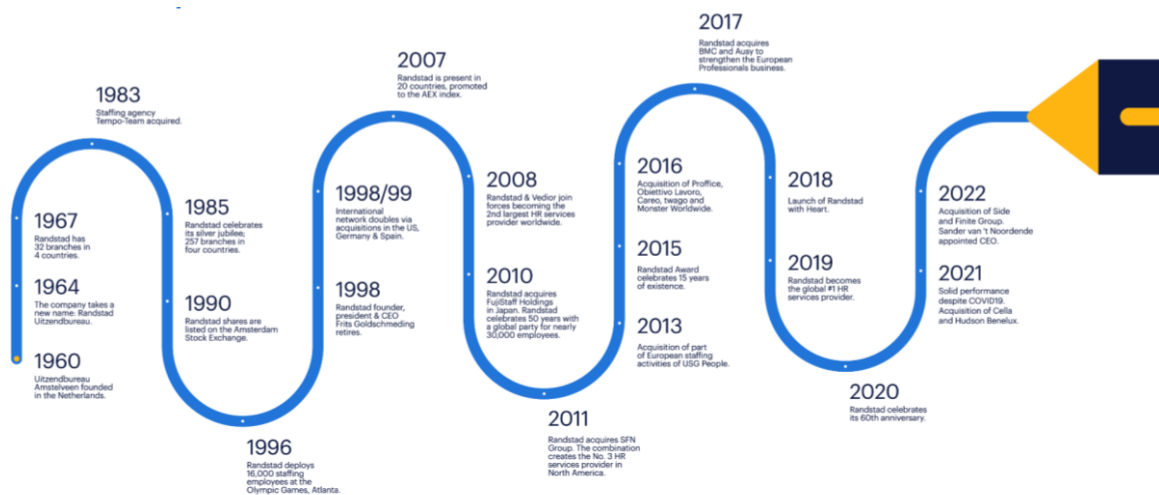 1960
Uitzendbureau
Amstelveen founded
in the Netherlands.
1964
The company takes a
new name: Randstad
Uitzendbureau.
1967
Randstad has
32 branches in
4 countries.
1983
Staffing agency
Tempo-Team acquired.
1985
Randstad celebrates
its silver jubilee;
257 branches in
four countries.
1990
Randstad shares are
listed on the Amsterdam
Stock Exchange.
1996
Randstad deploys
16,000 staffing
employees at the
Olympic Games, Atlanta.
1998
Randstad founder,
president & CEO
Frits Goldschmeding
retires.
1998/99
International
network doubles via
acquisitions in the US,
Germany & Spain.
2007
Randstad is present in
20 countries, promoted
to the AEX index.
2008
Randstad & Vedior join
forces becoming the
2nd largest HR services
provider worldwide.
2010
Randstad acquires
FujiStaff Holdings
in Japan. Randstad
celebrates 50 years with
a global party for nearly
30,000 employees.
2011
Randstad acquires SFN
Group. The combination
creates the No. 3 HR
services provider in
North America.
2013
Acquisition of part
of European staffing
activities of USG People.
2015
Randstad Award
celebrates 15 years
of existence.
2016
Acquisition of Proffice,
Obiettivo Lavoro,
Careo, twago and
Monster Worldwide.
2017
Randstad acquires
BMC and Ausy to
strengthen the European
Professionals business.
2018
Launch of Randstad
with Heart.
2019
Randstad becomes
the global #1 HR
services provider.
2020
Randstad celebrates
its 60th anniversary.
2021
Solid performance
despite COVID19.
Acquisition of Cella
and Hudson Benelux.
2022
Acquisition of Side
and Finite Group.
Sander van 't Noordende
appointed CEO.